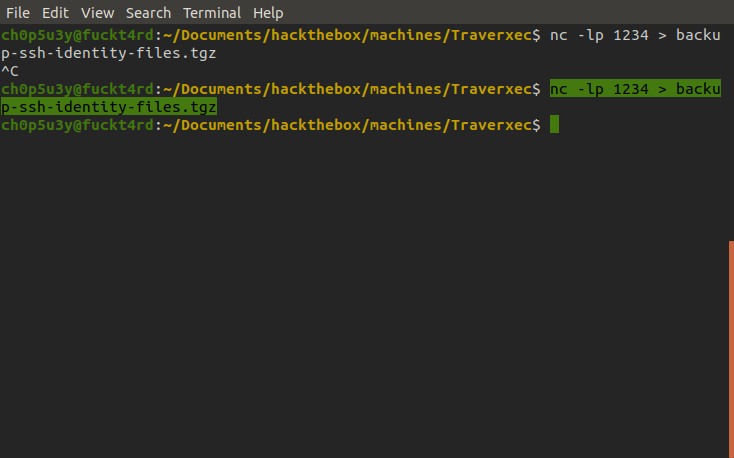 File Edit View Search Terminal Help
ch0p5u3y@fuckt4rd:~/Documents/hackthebox/machines/Traverxec$ nc -lp 1234 > backu
p-ssh-identity-files.tgz
^C
ch0p5u3y@fuckt4rd:~/Documents/hackthebox/machines/Traverxec$ nc -lp 1234 > backu
p-ssh-identity-files.tgz
ch0p5u3y@fuckt4rd:~/Documents/hackthebox/machines/Traverxec$